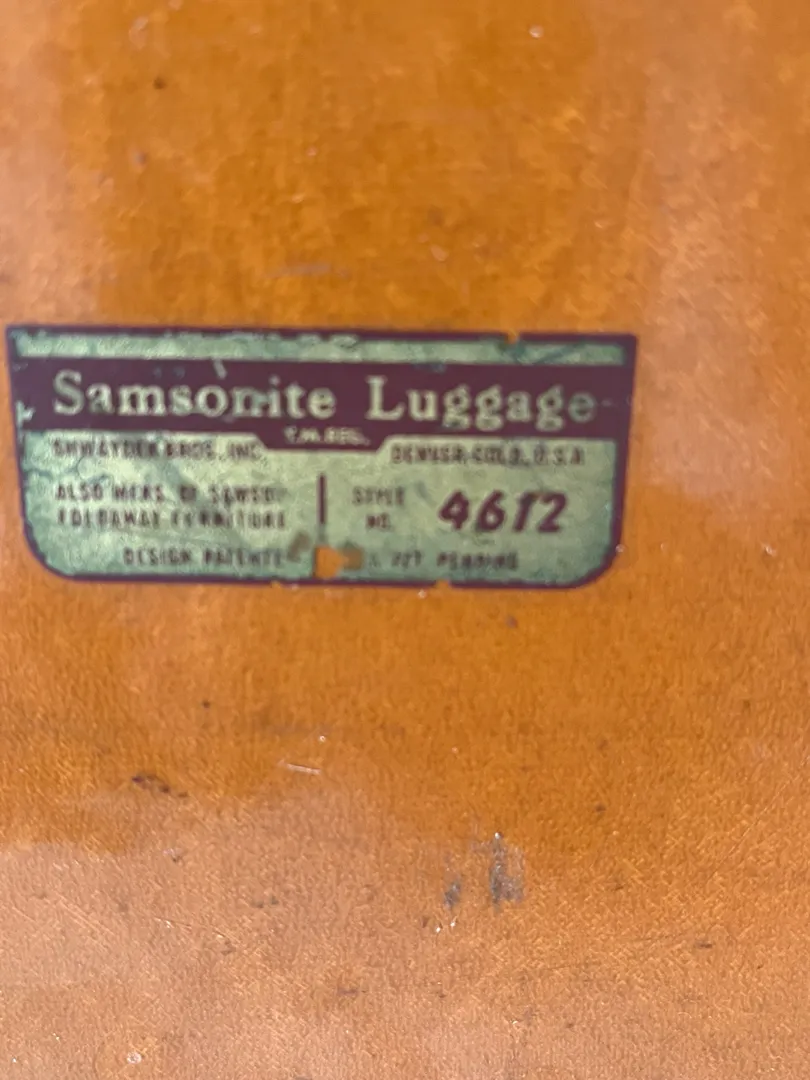 Samsonite Luggage
T.M. REG.
SHWAYDER BROS. INC. DENVER, COLO. U.S.A.
ALSO MFRS. OF SAMSON
FOLDAWAY FURNITURE
STYLE NO. 4612
DESIGN PATENTS PENDING